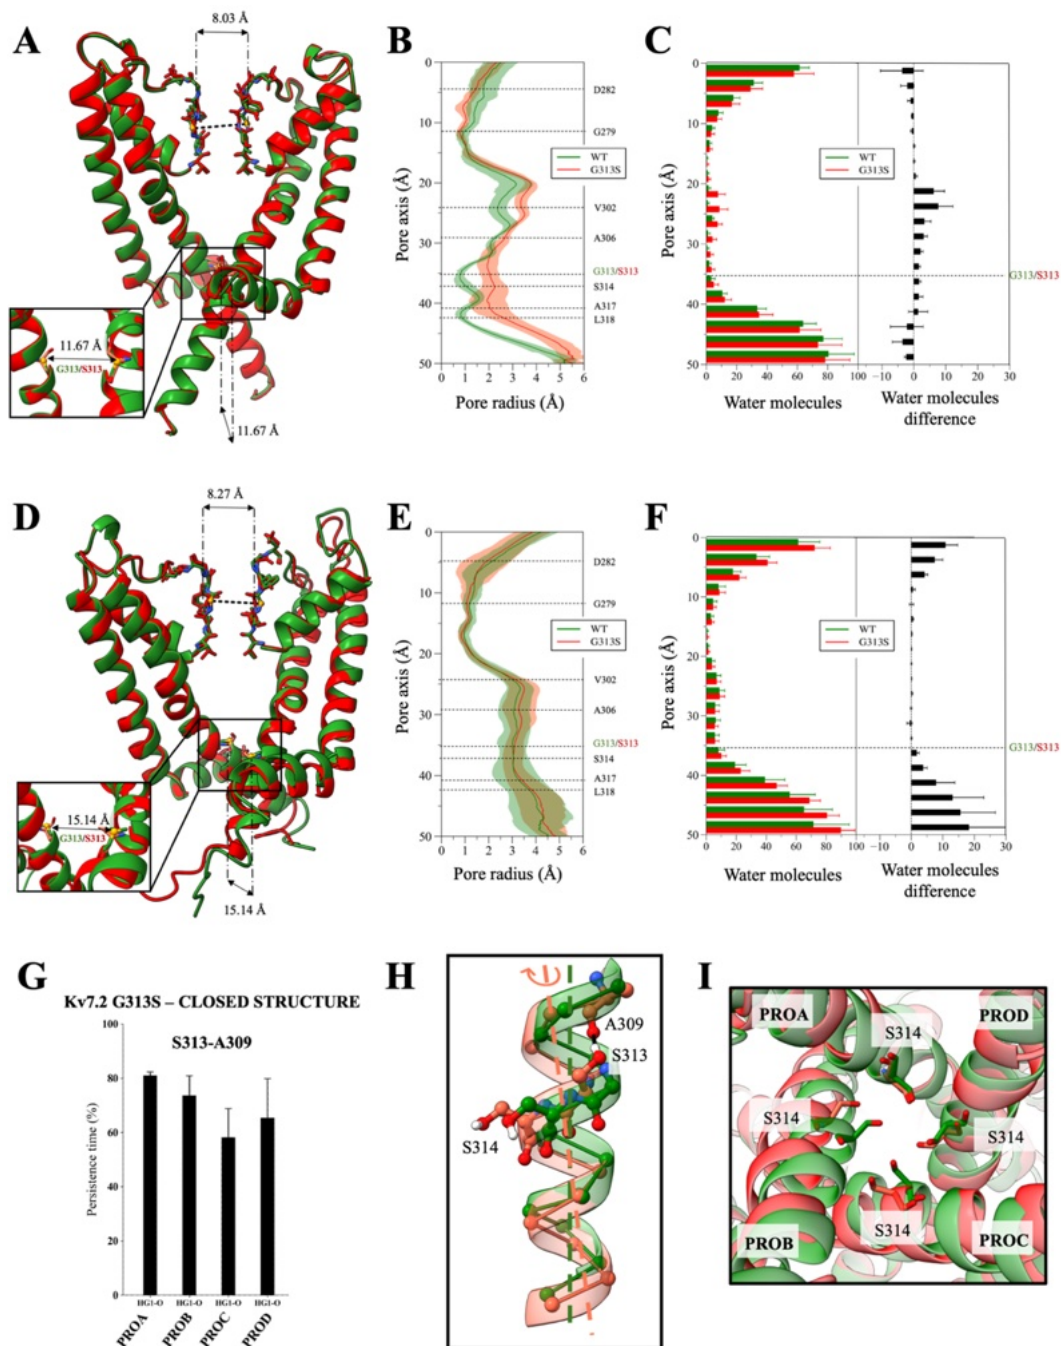 A
8.03 Å
11.67 Å
G313/S313
11.67 Å
B
0
10
20
30
40
50
Pore axis (Å)
D282
G279
WT
G313S
V302
A306
G313/S313
S314
A317
L318
0 1 2 3 4 5 6
Pore radius (Å)
C
0
10
20
30
40
50
Pore axis (Å)
WT
G313S
G313/S313
0 20 40 60 80 100
Water molecules
−10 0 10 20 30
Water molecules
difference
D
8.27 Å
15.14 Å
G313/S313
15.14 Å
E
0
10
20
30
40
50
Pore axis (Å)
D282
G279
WT
G313S
V302
A306
G313/S313
S314
A317
L318
0 1 2 3 4 5 6
Pore radius (Å)
F
0
10
20
30
40
50
Pore axis (Å)
WT
G313S
G313/S313
0 20 40 60 80 100
Water molecules
−10 0 10 20 30
Water molecules
difference
G
Kv7.2 G313S – CLOSED STRUCTURE
S313-A309
Persistence time (%)
80
60
40
20
0
HG1-O HG1-O HG1-O HG1-O
PROA PROB PROC PROD
H
A309
S313
S314
I
PROA
PROD
S314
S314
S314
S314
PROB
PROC